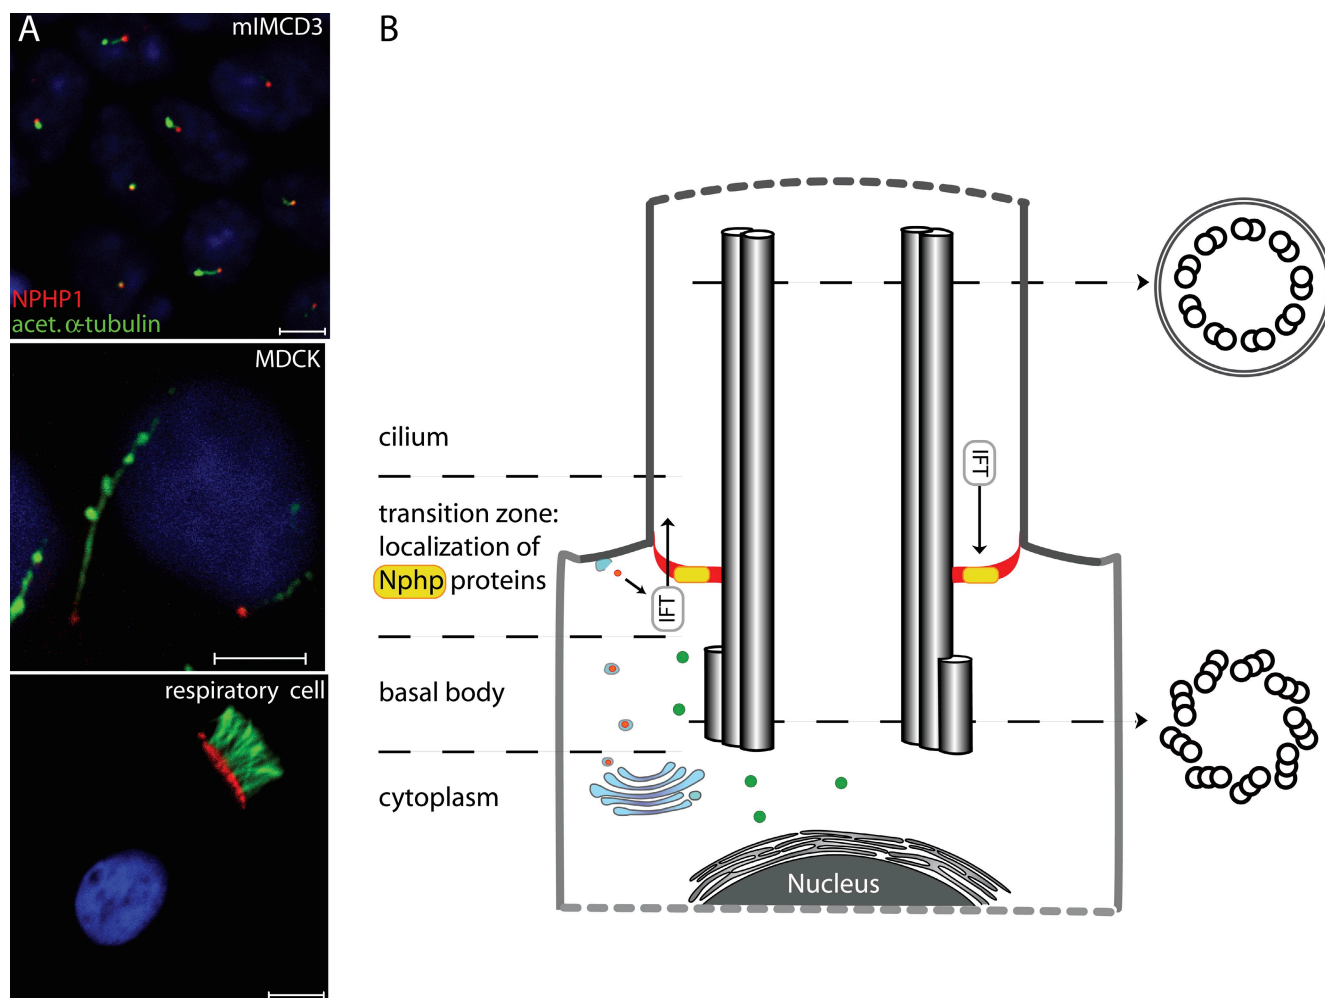 A
mIMCD3
NPHP1
acet. α-tubulin
MDCK
respiratory cell
B
cilium
transition zone:
localization of
Nphp proteins
basal body
cytoplasm
IFT
IFT
Nucleus